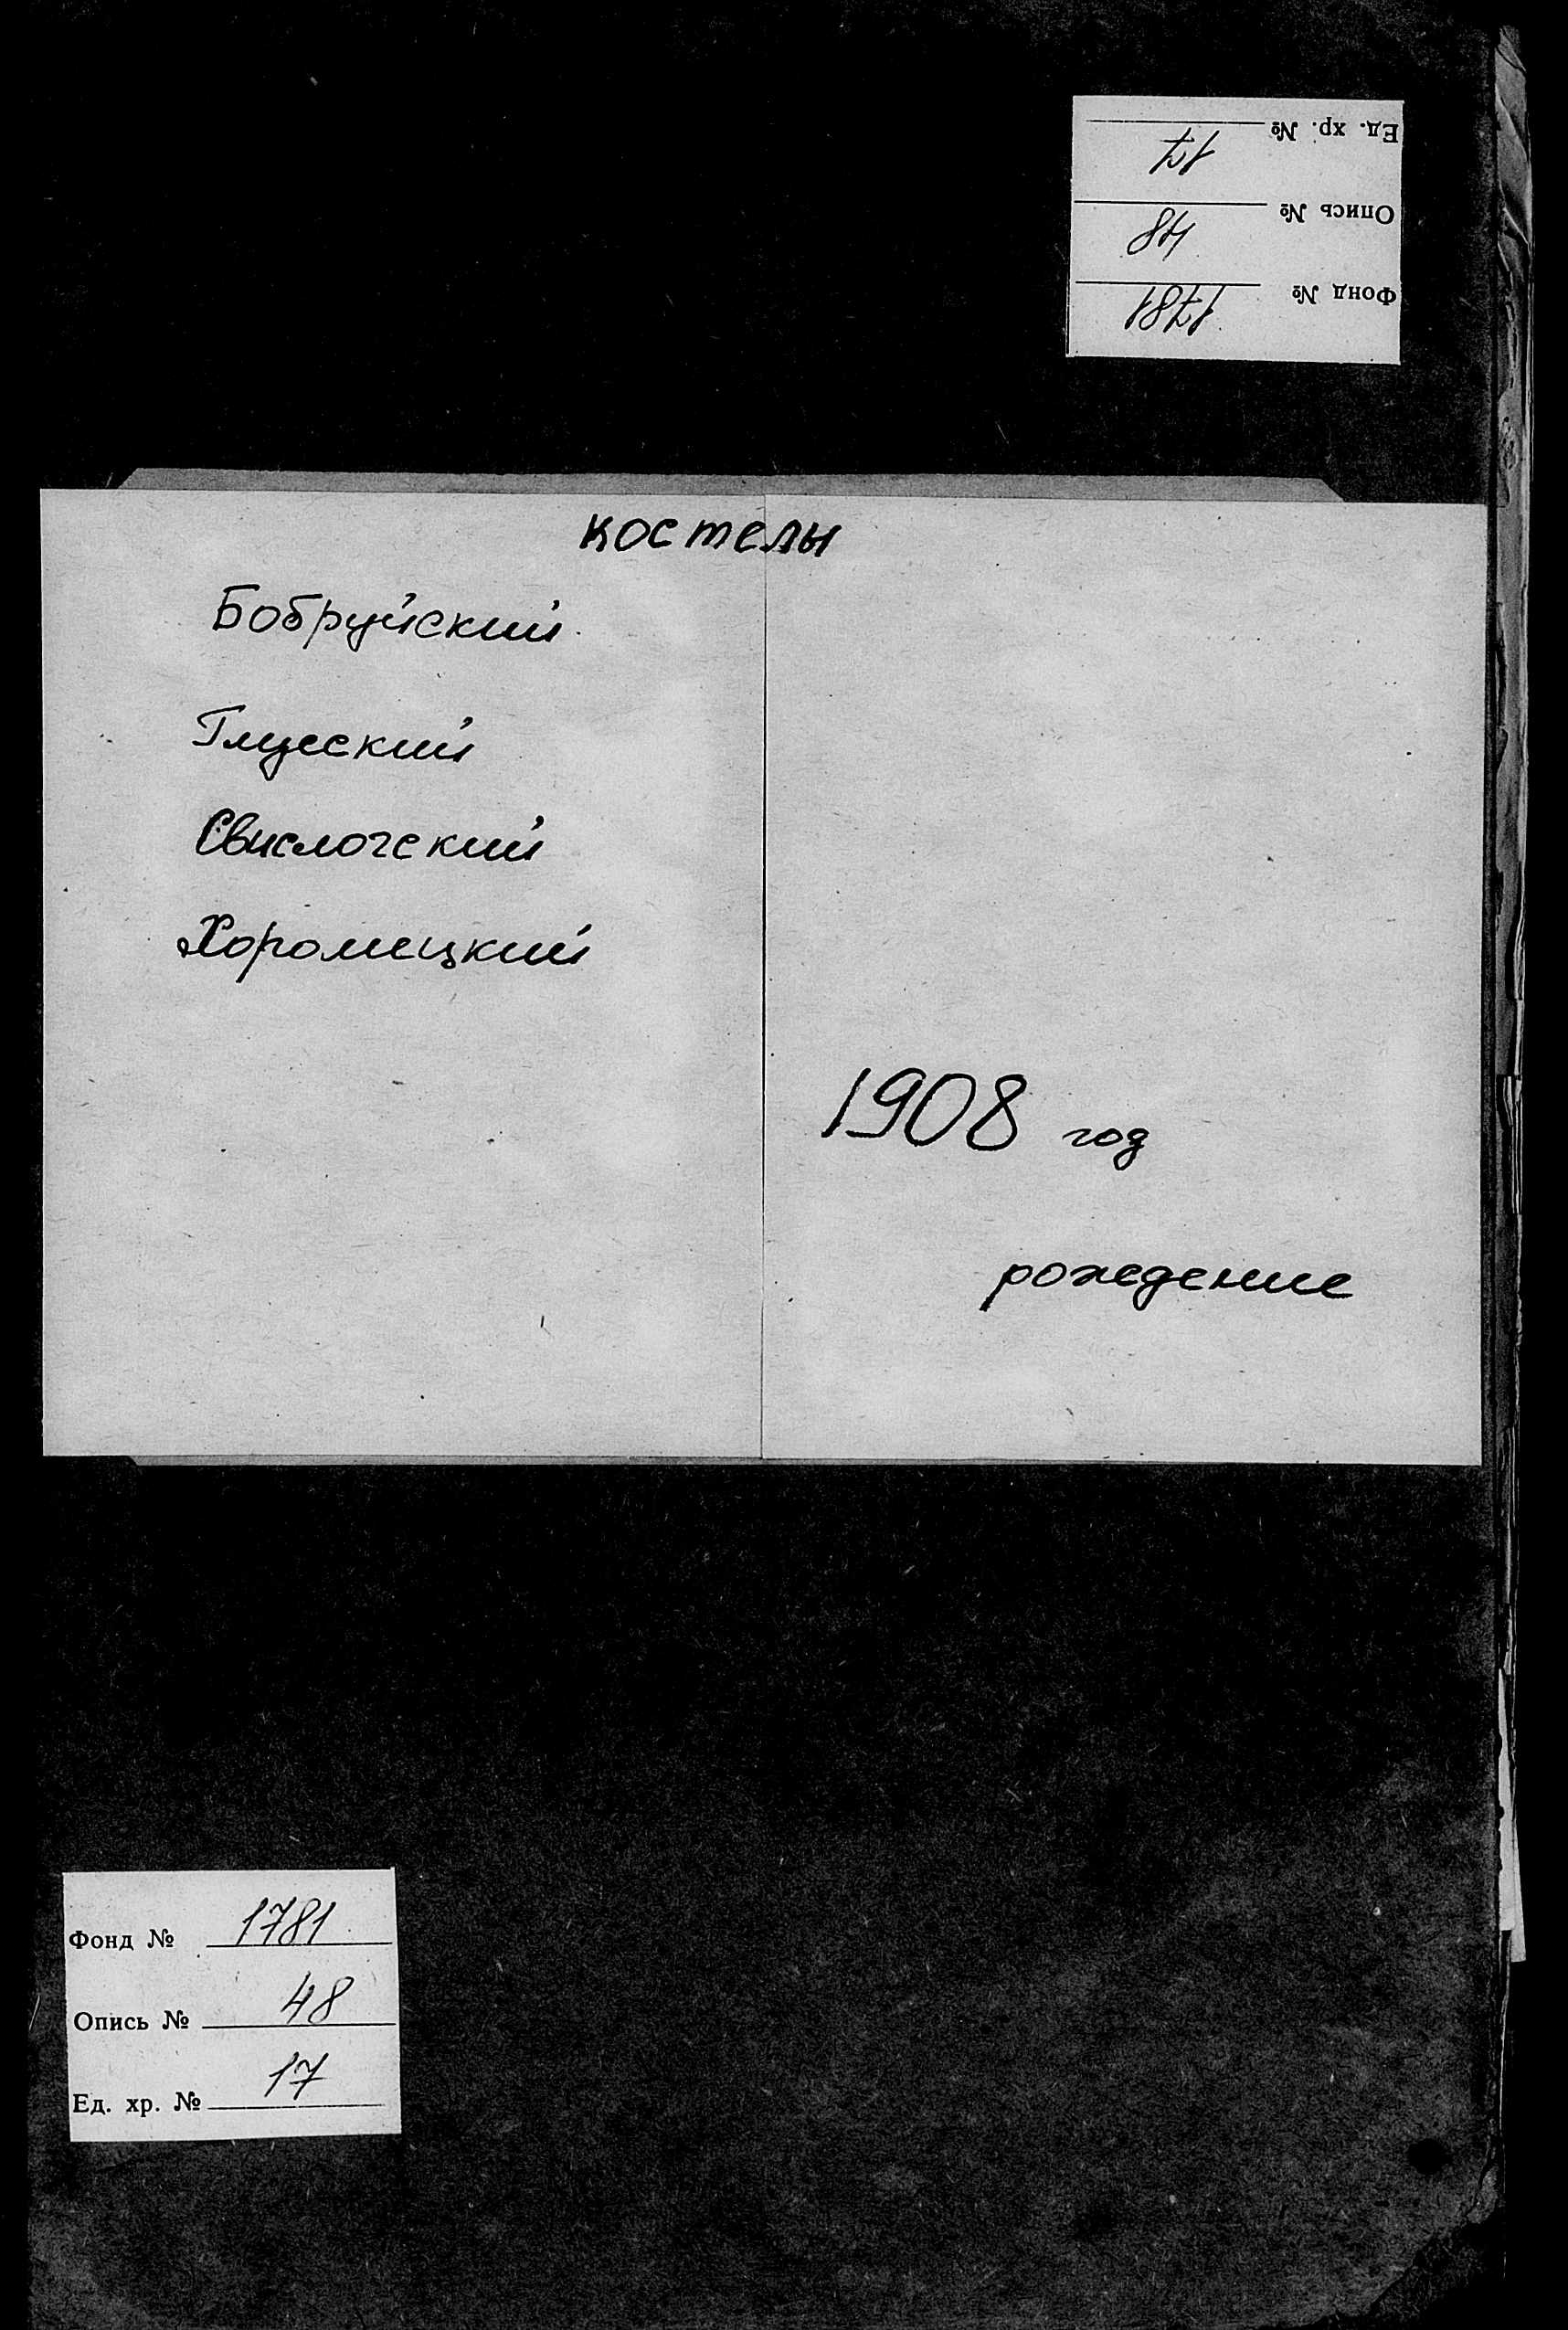 Ед. хр. № 17
Опись № 48
Фонд № 1781
костелы
Бобруйский
Глусский
Свислочский
Хоромецкий
1908 год
рождение
Фонд № 1781
Опись № 48
Ед. хр. № 17